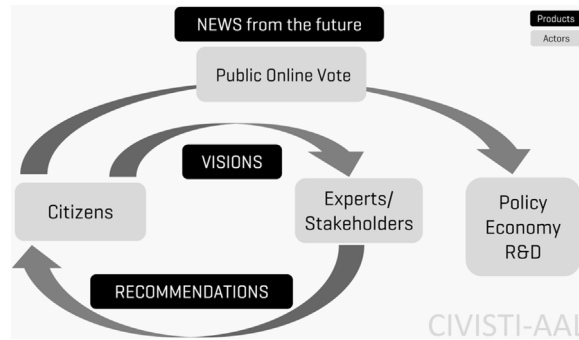 NEWS from the future
Products
Actors
Public Online Vote
VISIONS
Citizens
Experts/
Stakeholders
Policy
Economy
R&D
RECOMMENDATIONS
CIVISTI-AAL